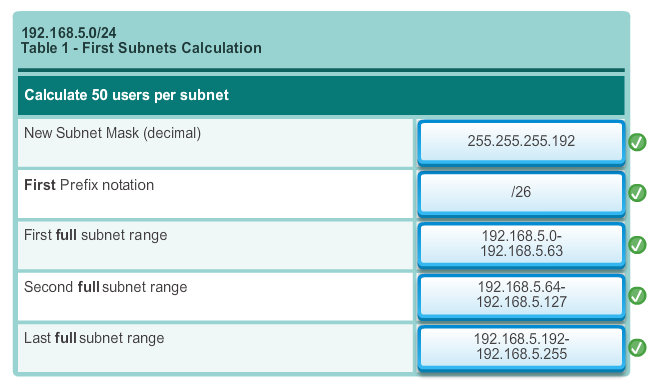 192.168.5.0/24
Table 1 - First Subnets Calculation
Calculate 50 users per subnet
New Subnet Mask (decimal)
255.255.255.192
First Prefix notation
/26
First full subnet range
192.168.5.0-
192.168.5.63
Second full subnet range
192.168.5.64-
192.168.5.127
Last full subnet range
192.168.5.192-
192.168.5.255